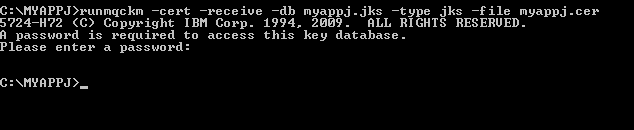 C:\MYAPPJ>runmqckm -cert -receive -db myappj.jks -type jks -file myappj.cer
5724-H72 (C) Copyright IBM Corp. 1994, 2009.  ALL RIGHTS RESERVED.
A password is required to access this key database.
Please enter a password:
C:\MYAPPJ>_